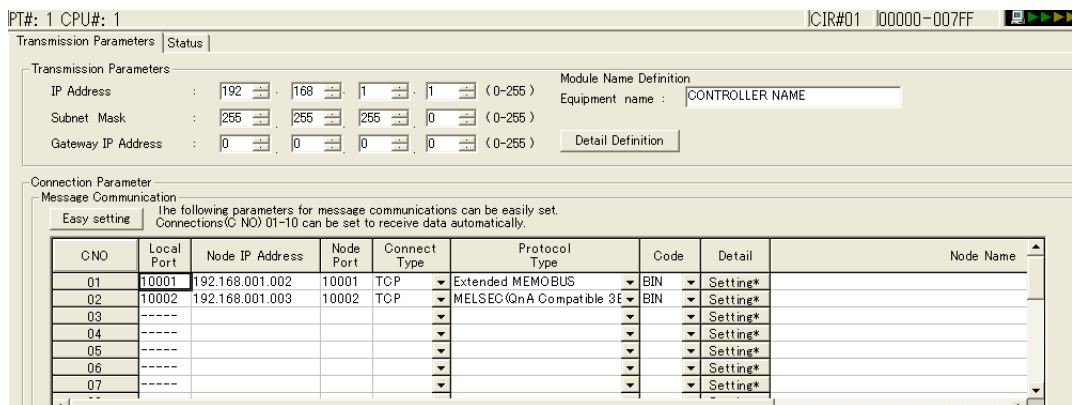 PT#: 1 CPU#: 1 CIR#01 00000-007FF
Transmission Parameters Status
Transmission Parameters
IP Address : 192 . 168 . 1 . 1 (0-255)
Module Name Definition
Equipment name : CONTROLLER NAME
Subnet Mask : 255 . 255 . 255 . 0 (0-255)
Gateway IP Address : 0 . 0 . 0 . 0 (0-255)
Detail Definition
Connection Parameter
Message Communication
Easy setting
The following parameters for message communications can be easily set.
Connections(C NO) 01-10 can be set to receive data automatically.
CNO Local Port Node IP Address Node Port Connect Type Protocol Type Code Detail Node Name
01 10001 192.168.001.002 10001 TCP Extended MEMOBUS BIN Setting*
02 10002 192.168.001.003 10002 TCP MELSEC(QnA Compatible 3E BIN Setting*
03 ----- Setting*
04 ----- Setting*
05 ----- Setting*
06 ----- Setting*
07 ----- Setting*